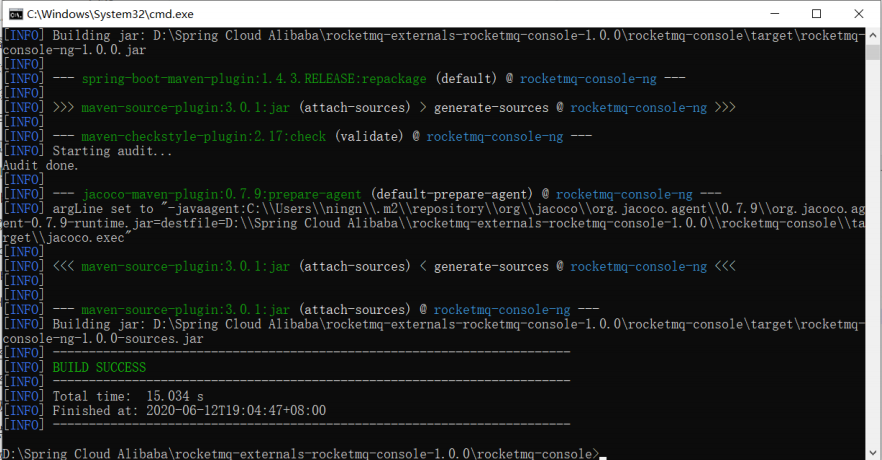 C:\Windows\System32\cmd.exe
[INFO] Building jar: D:\Spring Cloud Alibaba\rocketmq-externals-rocketmq-console-1.0.0\rocketmq-console\target\rocketmq-
console-ng-1.0.0.jar
[INFO]
[INFO] --- spring-boot-maven-plugin:1.4.3.RELEASE:repackage (default) @ rocketmq-console-ng ---
[INFO]
[INFO] >>> maven-source-plugin:3.0.1:jar (attach-sources) > generate-sources @ rocketmq-console-ng >>>
[INFO]
[INFO] --- maven-checkstyle-plugin:2.17:check (validate) @ rocketmq-console-ng ---
[INFO] Starting audit...
Audit done.
[INFO]
[INFO] --- jacoco-maven-plugin:0.7.9:prepare-agent (default-prepare-agent) @ rocketmq-console-ng ---
[INFO] argLine set to "-javaagent:C:\\Users\\ningn\\.m2\\repository\\org\\jacoco\\org.jacoco.agent\\0.7.9\\org.jacoco.ag
ent-0.7.9-runtime.jar=destfile=D:\\Spring Cloud Alibaba\\rocketmq-externals-rocketmq-console-1.0.0\\rocketmq-console\\ta
rget\\jacoco.exec"
[INFO]
[INFO] <<< maven-source-plugin:3.0.1:jar (attach-sources) < generate-sources @ rocketmq-console-ng <<<
[INFO]
[INFO]
[INFO] --- maven-source-plugin:3.0.1:jar (attach-sources) @ rocketmq-console-ng ---
[INFO] Building jar: D:\Spring Cloud Alibaba\rocketmq-externals-rocketmq-console-1.0.0\rocketmq-console\target\rocketmq-
console-ng-1.0.0-sources.jar
[INFO] ------------------------------------------------------------------------
[INFO] BUILD SUCCESS
[INFO] ------------------------------------------------------------------------
[INFO] Total time:  15.034 s
[INFO] Finished at: 2020-06-12T19:04:47+08:00
[INFO] ------------------------------------------------------------------------
D:\Spring Cloud Alibaba\rocketmq-externals-rocketmq-console-1.0.0\rocketmq-console>